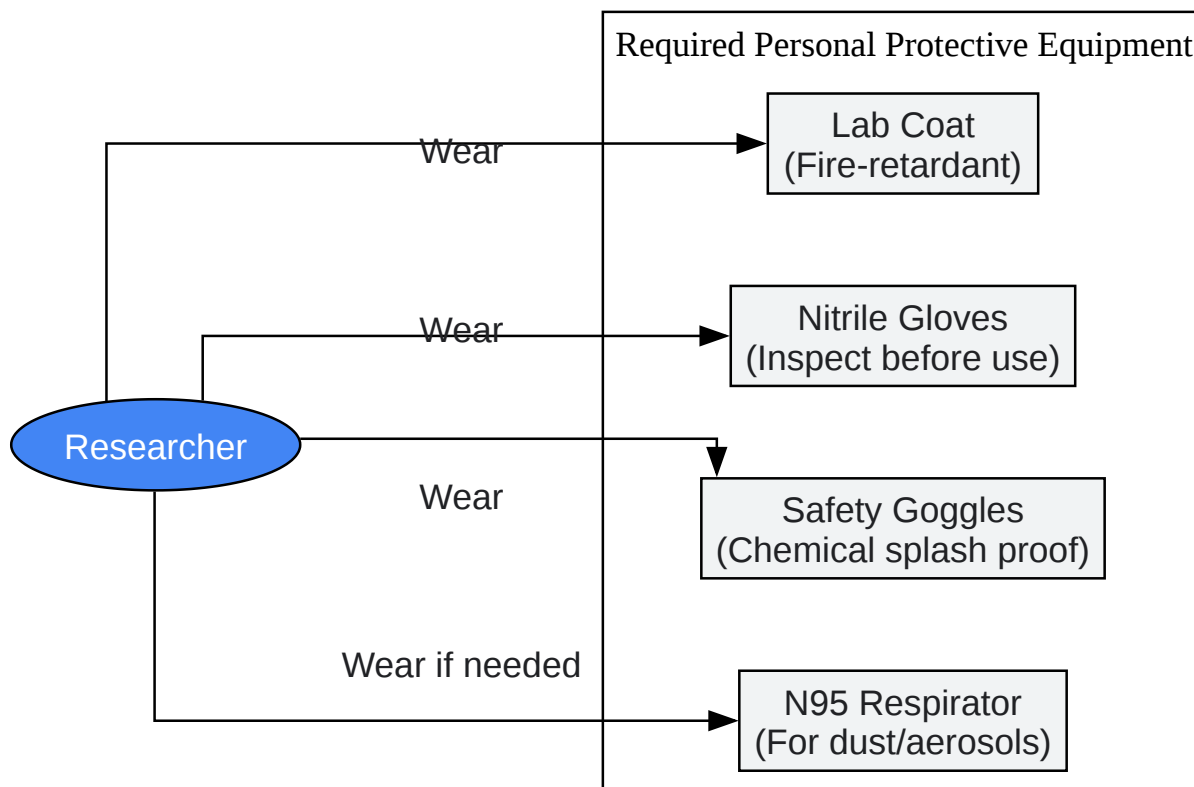 Required Personal Protective Equipment
Wear
Lab Coat
(Fire-retardant)
Wear
Nitrile Gloves
(Inspect before use)
Researcher
Wear
Safety Goggles
(Chemical splash proof)
Wear if needed
N95 Respirator
(For dust/aerosols)